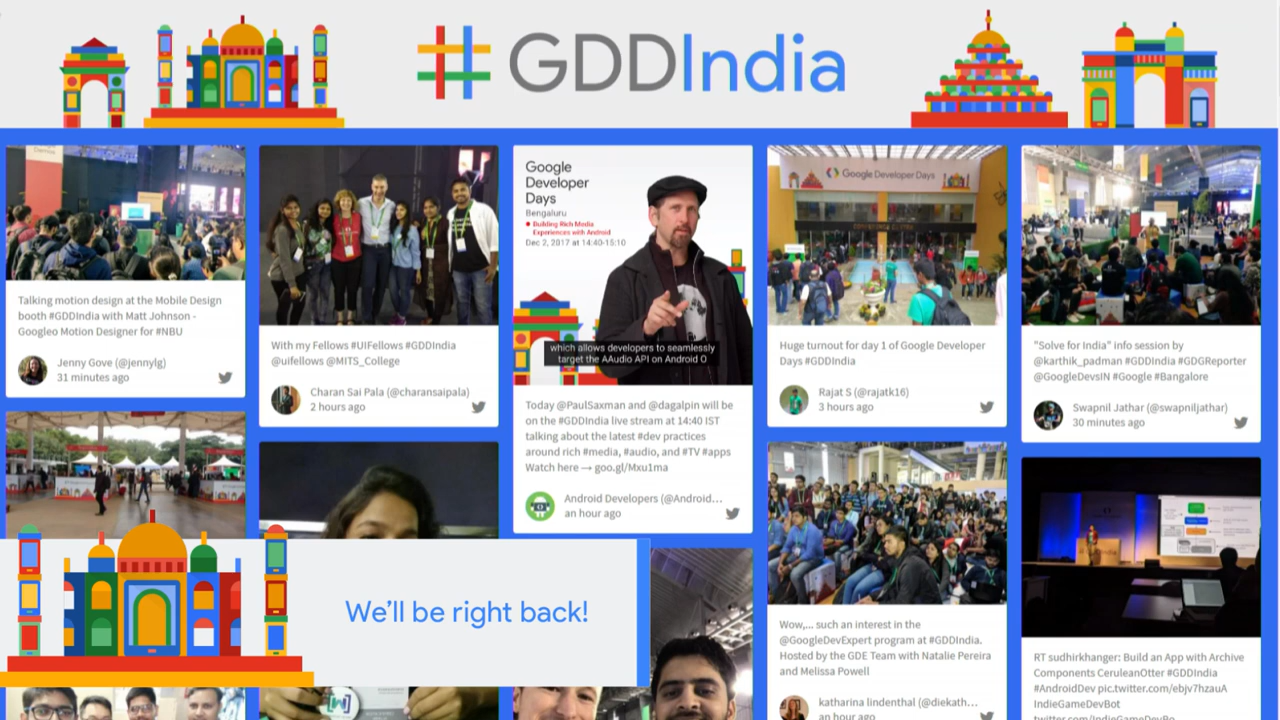 #GDDIndia
Talking motion design at the Mobile Design
booth #GDDIndia with Matt Johnson -
Googleo Motion Designer for #NBU
Jenny Gove (@jennylg)
31 minutes ago
With my Fellows #UIFellows #GDDIndia
@uifellows @MITS_College
Charan Sai Pala (@charansaipala)
2 hours ago
Google
Developer
Days
Bengaluru
Building Rich Media
Experiences with Android
Dec 2, 2017 at 14:40-15:10
which allows developers to seamlessly
target the AAudio API on Android O
Today @PaulSaxman and @dagalpin will be
on the #GDDIndia live stream at 14:40 IST
talking about the latest #dev practices
around rich #media, #audio, and #TV #apps
Watch here → goo.gl/Mxu1ma
Android Developers (@Android...
an hour ago
Google Developer Days
Huge turnout for day 1 of Google Developer
Days #GDDIndia
Rajat S (@rajatk16)
3 hours ago
"Solve for India" info session by
@karthik_padman #GDDIndia #GDGReporter
@GoogleDevsIN #Google #Bangalore
Swapnil Jathar (@swapniljathar)
30 minutes ago
We'll be right back!
Wow,... such an interest in the
@GoogleDevExpert program at #GDDIndia.
Hosted by the GDE Team with Natalie Pereira
and Melissa Powell
katharina lindenthal (@diekath...
an hour ago
RT sudhirkhanger: Build an App with Archive
Components CeruleanOtter #GDDIndia
#AndroidDev pic.twitter.com/ebjv7hzauA
IndieGameDevBot
twitter.com/IndieGameDevBo